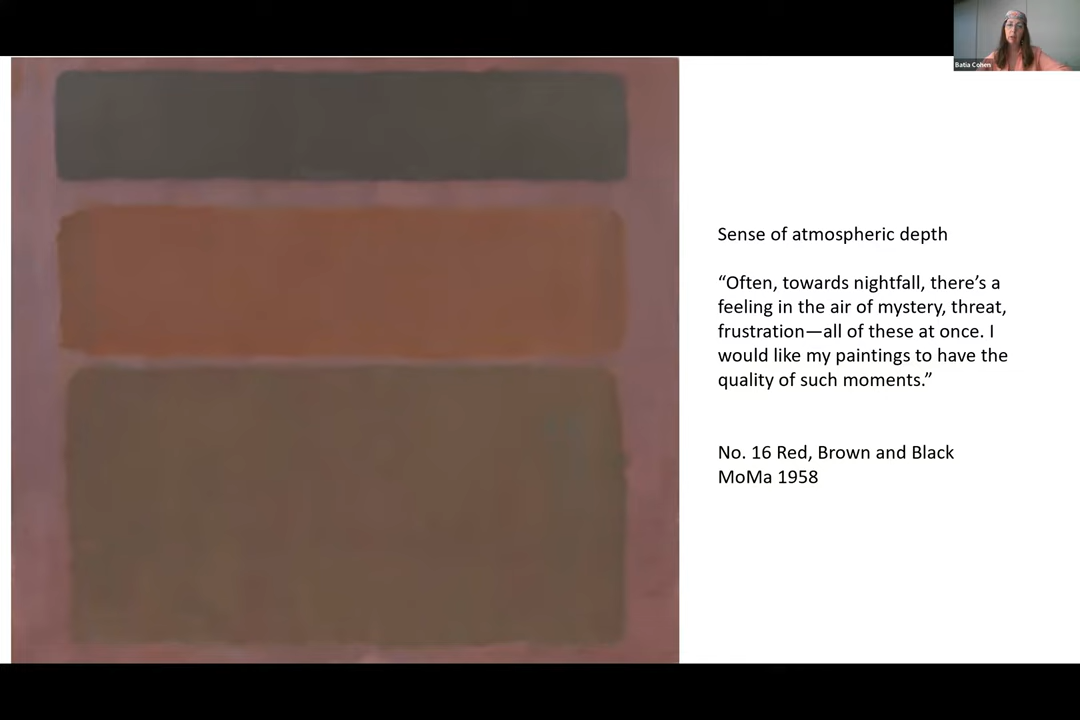 Batia Cohen
Sense of atmospheric depth
“Often, towards nightfall, there’s a
feeling in the air of mystery, threat,
frustration—all of these at once. I
would like my paintings to have the
quality of such moments.”
No. 16 Red, Brown and Black
MoMa 1958